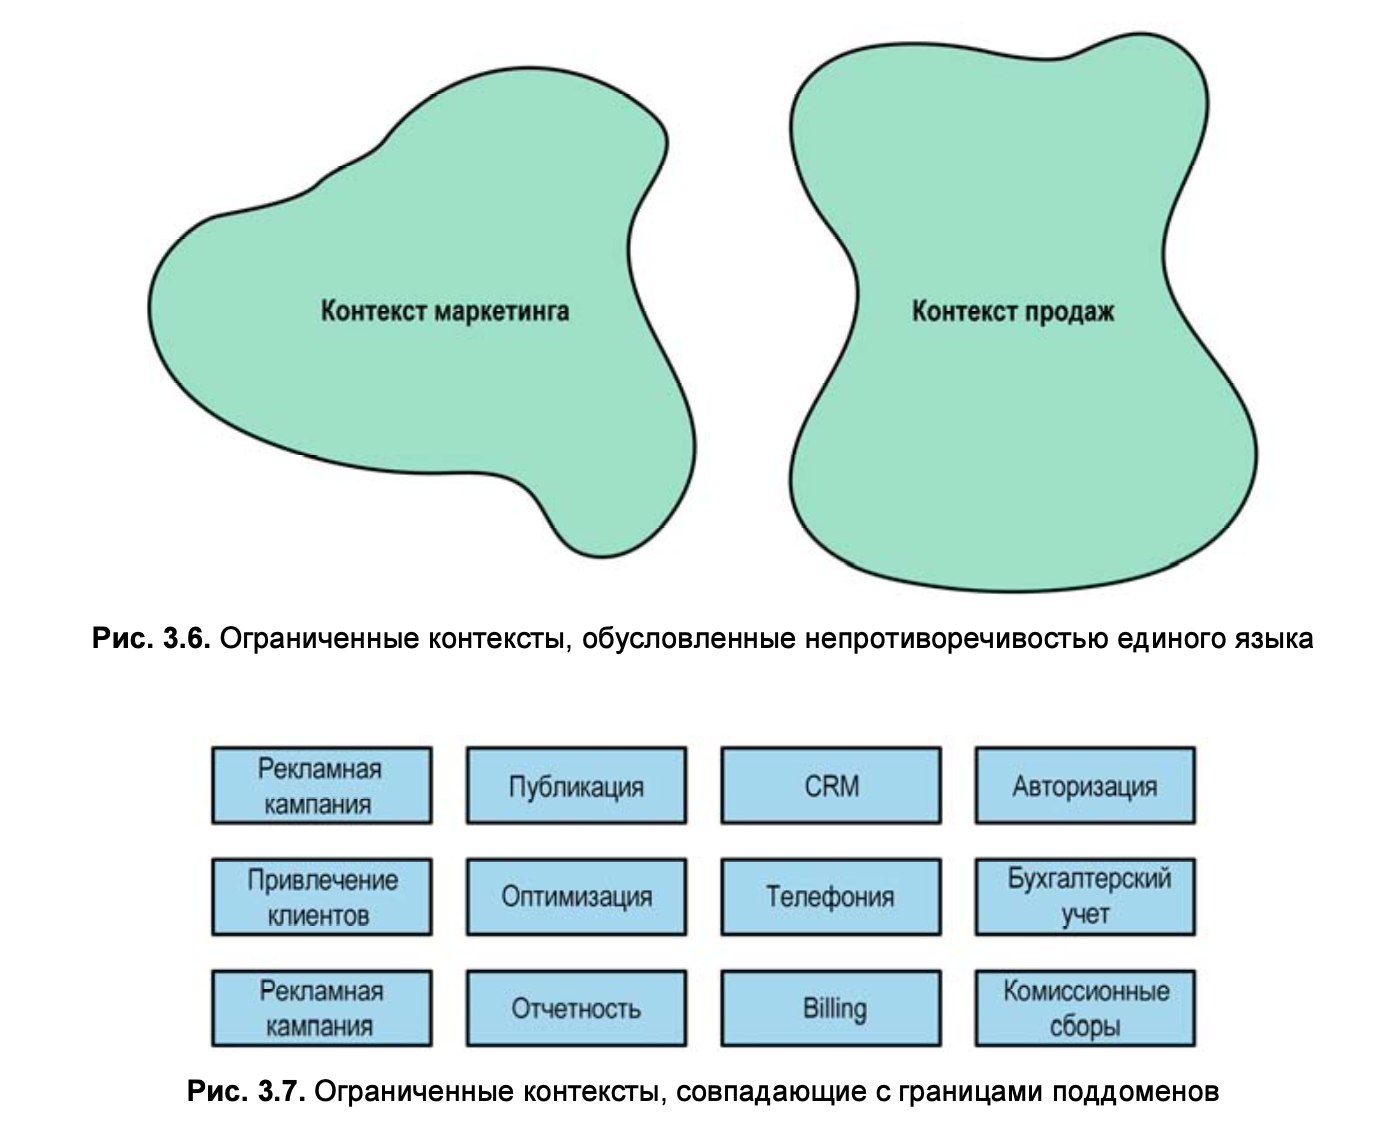 Контекст маркетинга
Контекст продаж
Рис. 3.6. Ограниченные контексты, обусловленные непротиворечивостью единого языка
Рекламная
кампания
Публикация
CRM
Авторизация
Привлечение
клиентов
Оптимизация
Телефония
Бухгалтерский
учет
Рекламная
кампания
Отчетность
Billing
Комиссионные
сборы
Рис. 3.7. Ограниченные контексты, совпадающие с границами поддоменов